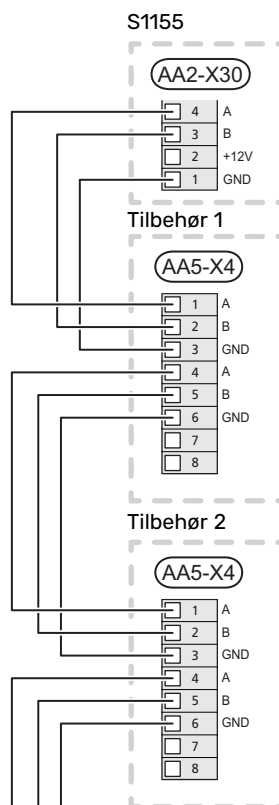 S1155
AA2-X30
4 A
3 B
2 +12V
1 GND
Tilbehør 1
AA5-X4
1 A
2 B
3 GND
4 A
5 B
6 GND
7
8
Tilbehør 2
AA5-X4
1 A
2 B
3 GND
4 A
5 B
6 GND
7
8